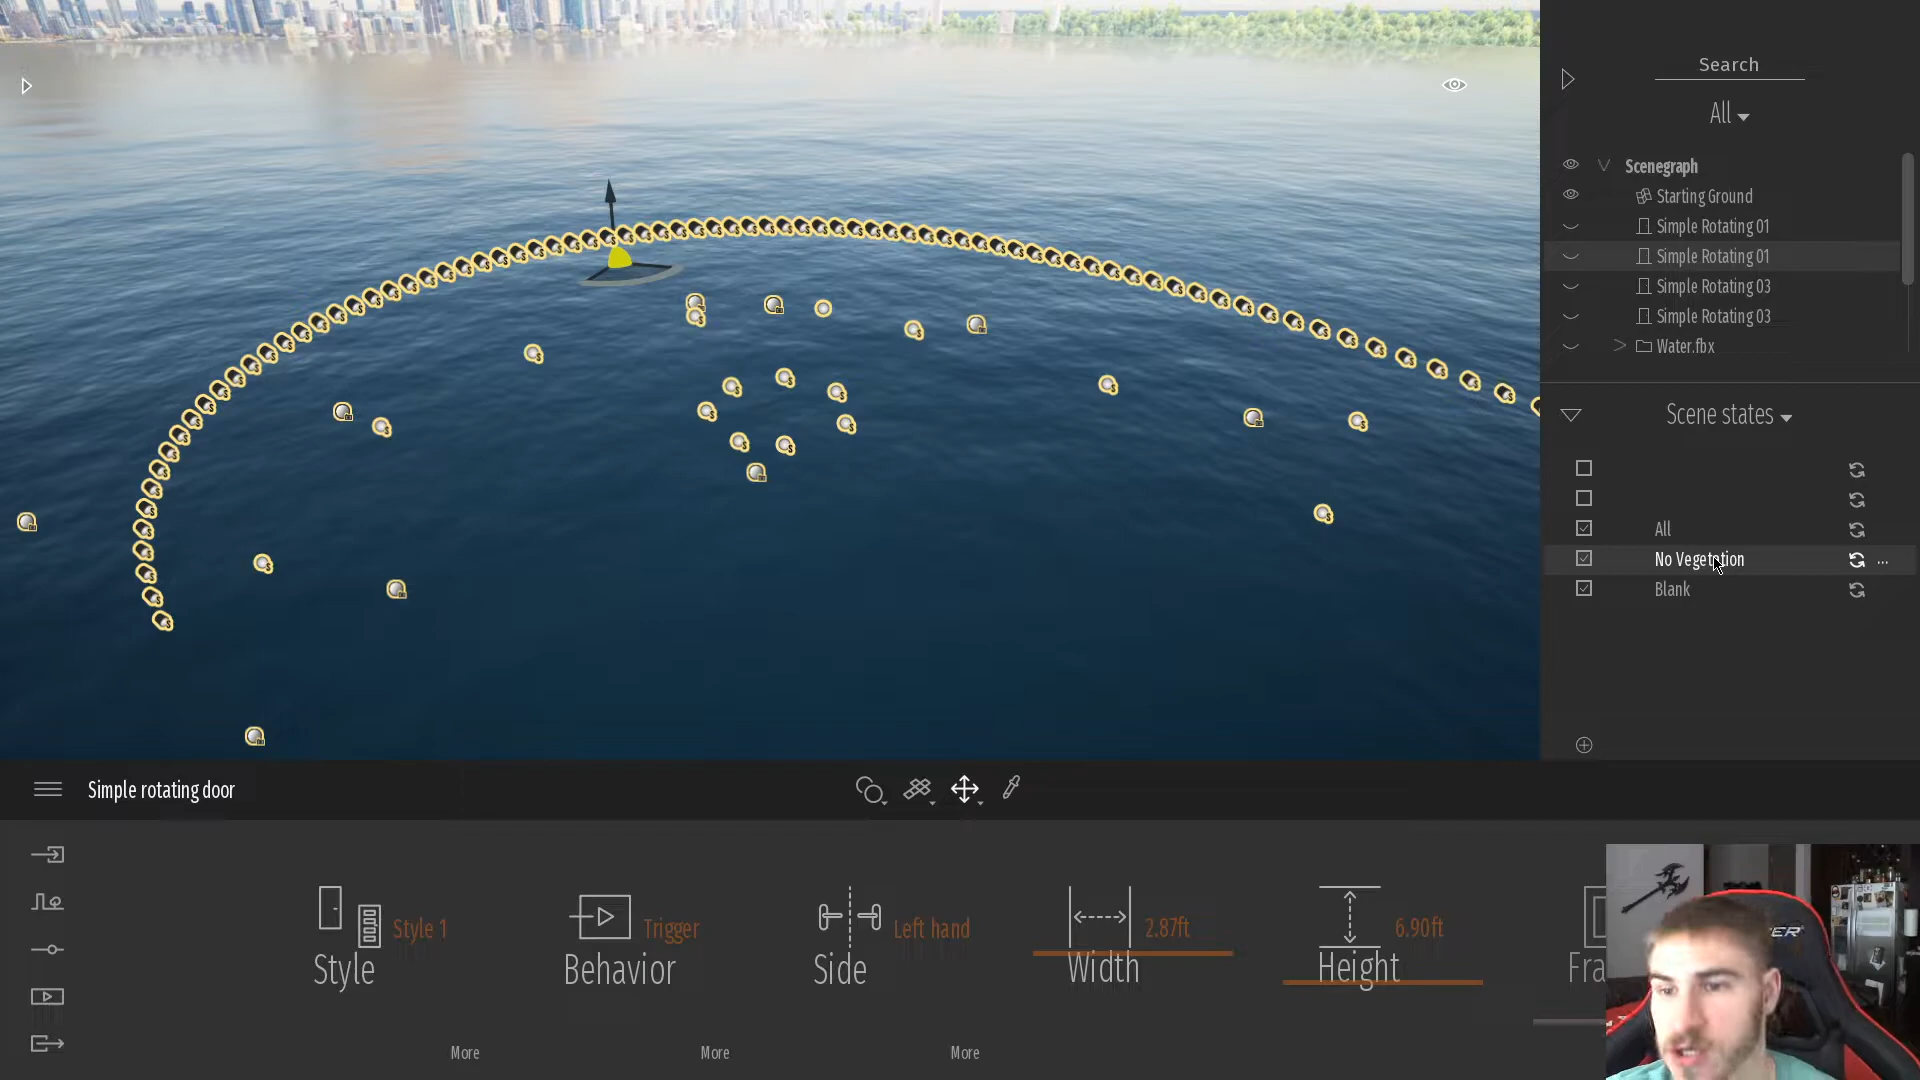 Search
All
Scenegraph
Starting Ground
Simple Rotating 01
Simple Rotating 01
Simple Rotating 03
Simple Rotating 03
Water.fbx
Scene states
All
No Vegetation
...
Blank
Simple rotating door
Style 1
Style
Trigger
Behavior
Left hand
Side
2.87ft
Width
6.90ft
Height
Fra
More
More
More